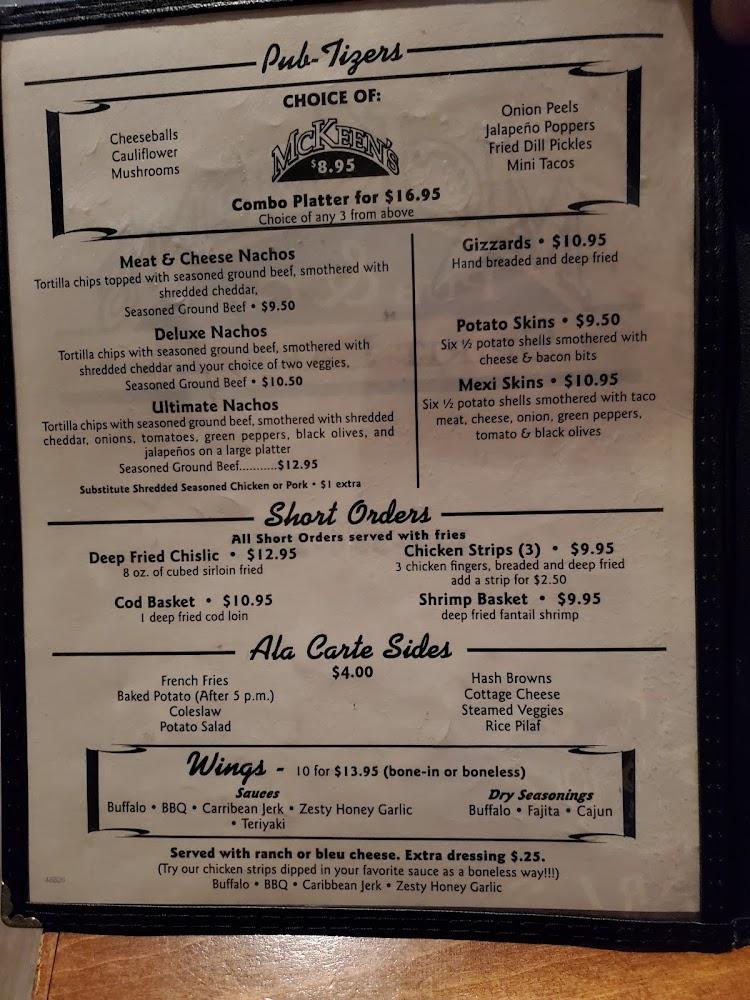 Pub-Tizers
CHOICE OF:
Cheeseballs
Cauliflower
Mushrooms
McKEEN'S
$8.95
Onion Peels
Jalapeño Poppers
Fried Dill Pickles
Mini Tacos
Combo Platter for $16.95
Choice of any 3 from above
Meat & Cheese Nachos
Tortilla chips topped with seasoned ground beef, smothered with
shredded cheddar,
Seasoned Ground Beef • $9.50
Deluxe Nachos
Tortilla chips with seasoned ground beef, smothered with
shredded cheddar and your choice of two veggies,
Seasoned Ground Beef • $10.50
Ultimate Nachos
Tortilla chips with seasoned ground beef, smothered with shredded
cheddar, onions, tomatoes, green peppers, black olives, and
jalapeños on a large platter
Seasoned Ground Beef...........$12.95
Substitute Shredded Seasoned Chicken or Pork • $1 extra
Gizzards • $10.95
Hand breaded and deep fried
Potato Skins • $9.50
Six ½ potato shells smothered with
cheese & bacon bits
Mexi Skins • $10.95
Six ½ potato shells smothered with taco
meat, cheese, onion, green peppers,
tomato & black olives
Short Orders
All Short Orders served with fries
Deep Fried Chislic • $12.95
8 oz. of cubed sirloin fried
Cod Basket • $10.95
1 deep fried cod loin
Chicken Strips (3) • $9.95
3 chicken fingers, breaded and deep fried
add a strip for $2.50
Shrimp Basket • $9.95
deep fried fantail shrimp
Ala Carte Sides
$4.00
French Fries
Baked Potato (After 5 p.m.)
Coleslaw
Potato Salad
Hash Browns
Cottage Cheese
Steamed Veggies
Rice Pilaf
Wings - 10 for $13.95 (bone-in or boneless)
Sauces
Buffalo • BBQ • Carribean Jerk • Zesty Honey Garlic
• Teriyaki
Dry Seasonings
Buffalo • Fajita • Cajun
Served with ranch or bleu cheese. Extra dressing $.25.
(Try our chicken strips dipped in your favorite sauce as a boneless way!!!)
Buffalo • BBQ • Caribbean Jerk • Zesty Honey Garlic